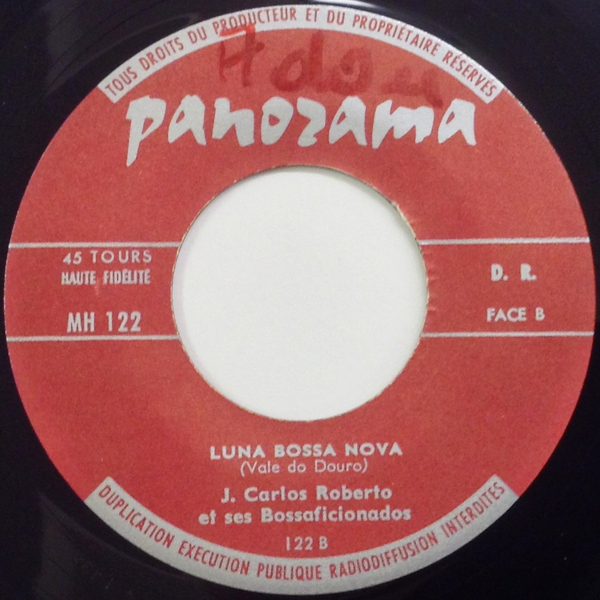 TOUS DROITS DU PRODUCTEUR ET DU PROPRIÉTAIRE RÉSERVÉS
panorama
45 TOURS
HAUTE FIDÉLITÉ
MH 122
D. R.
FACE B
LUNA BOSSA NOVA
(Vale do Douro)
J. Carlos Roberto
et ses Bossaficionados
122 B
DUPLICATION EXECUTION PUBLIQUE RADIODIFFUSION INTERDITES